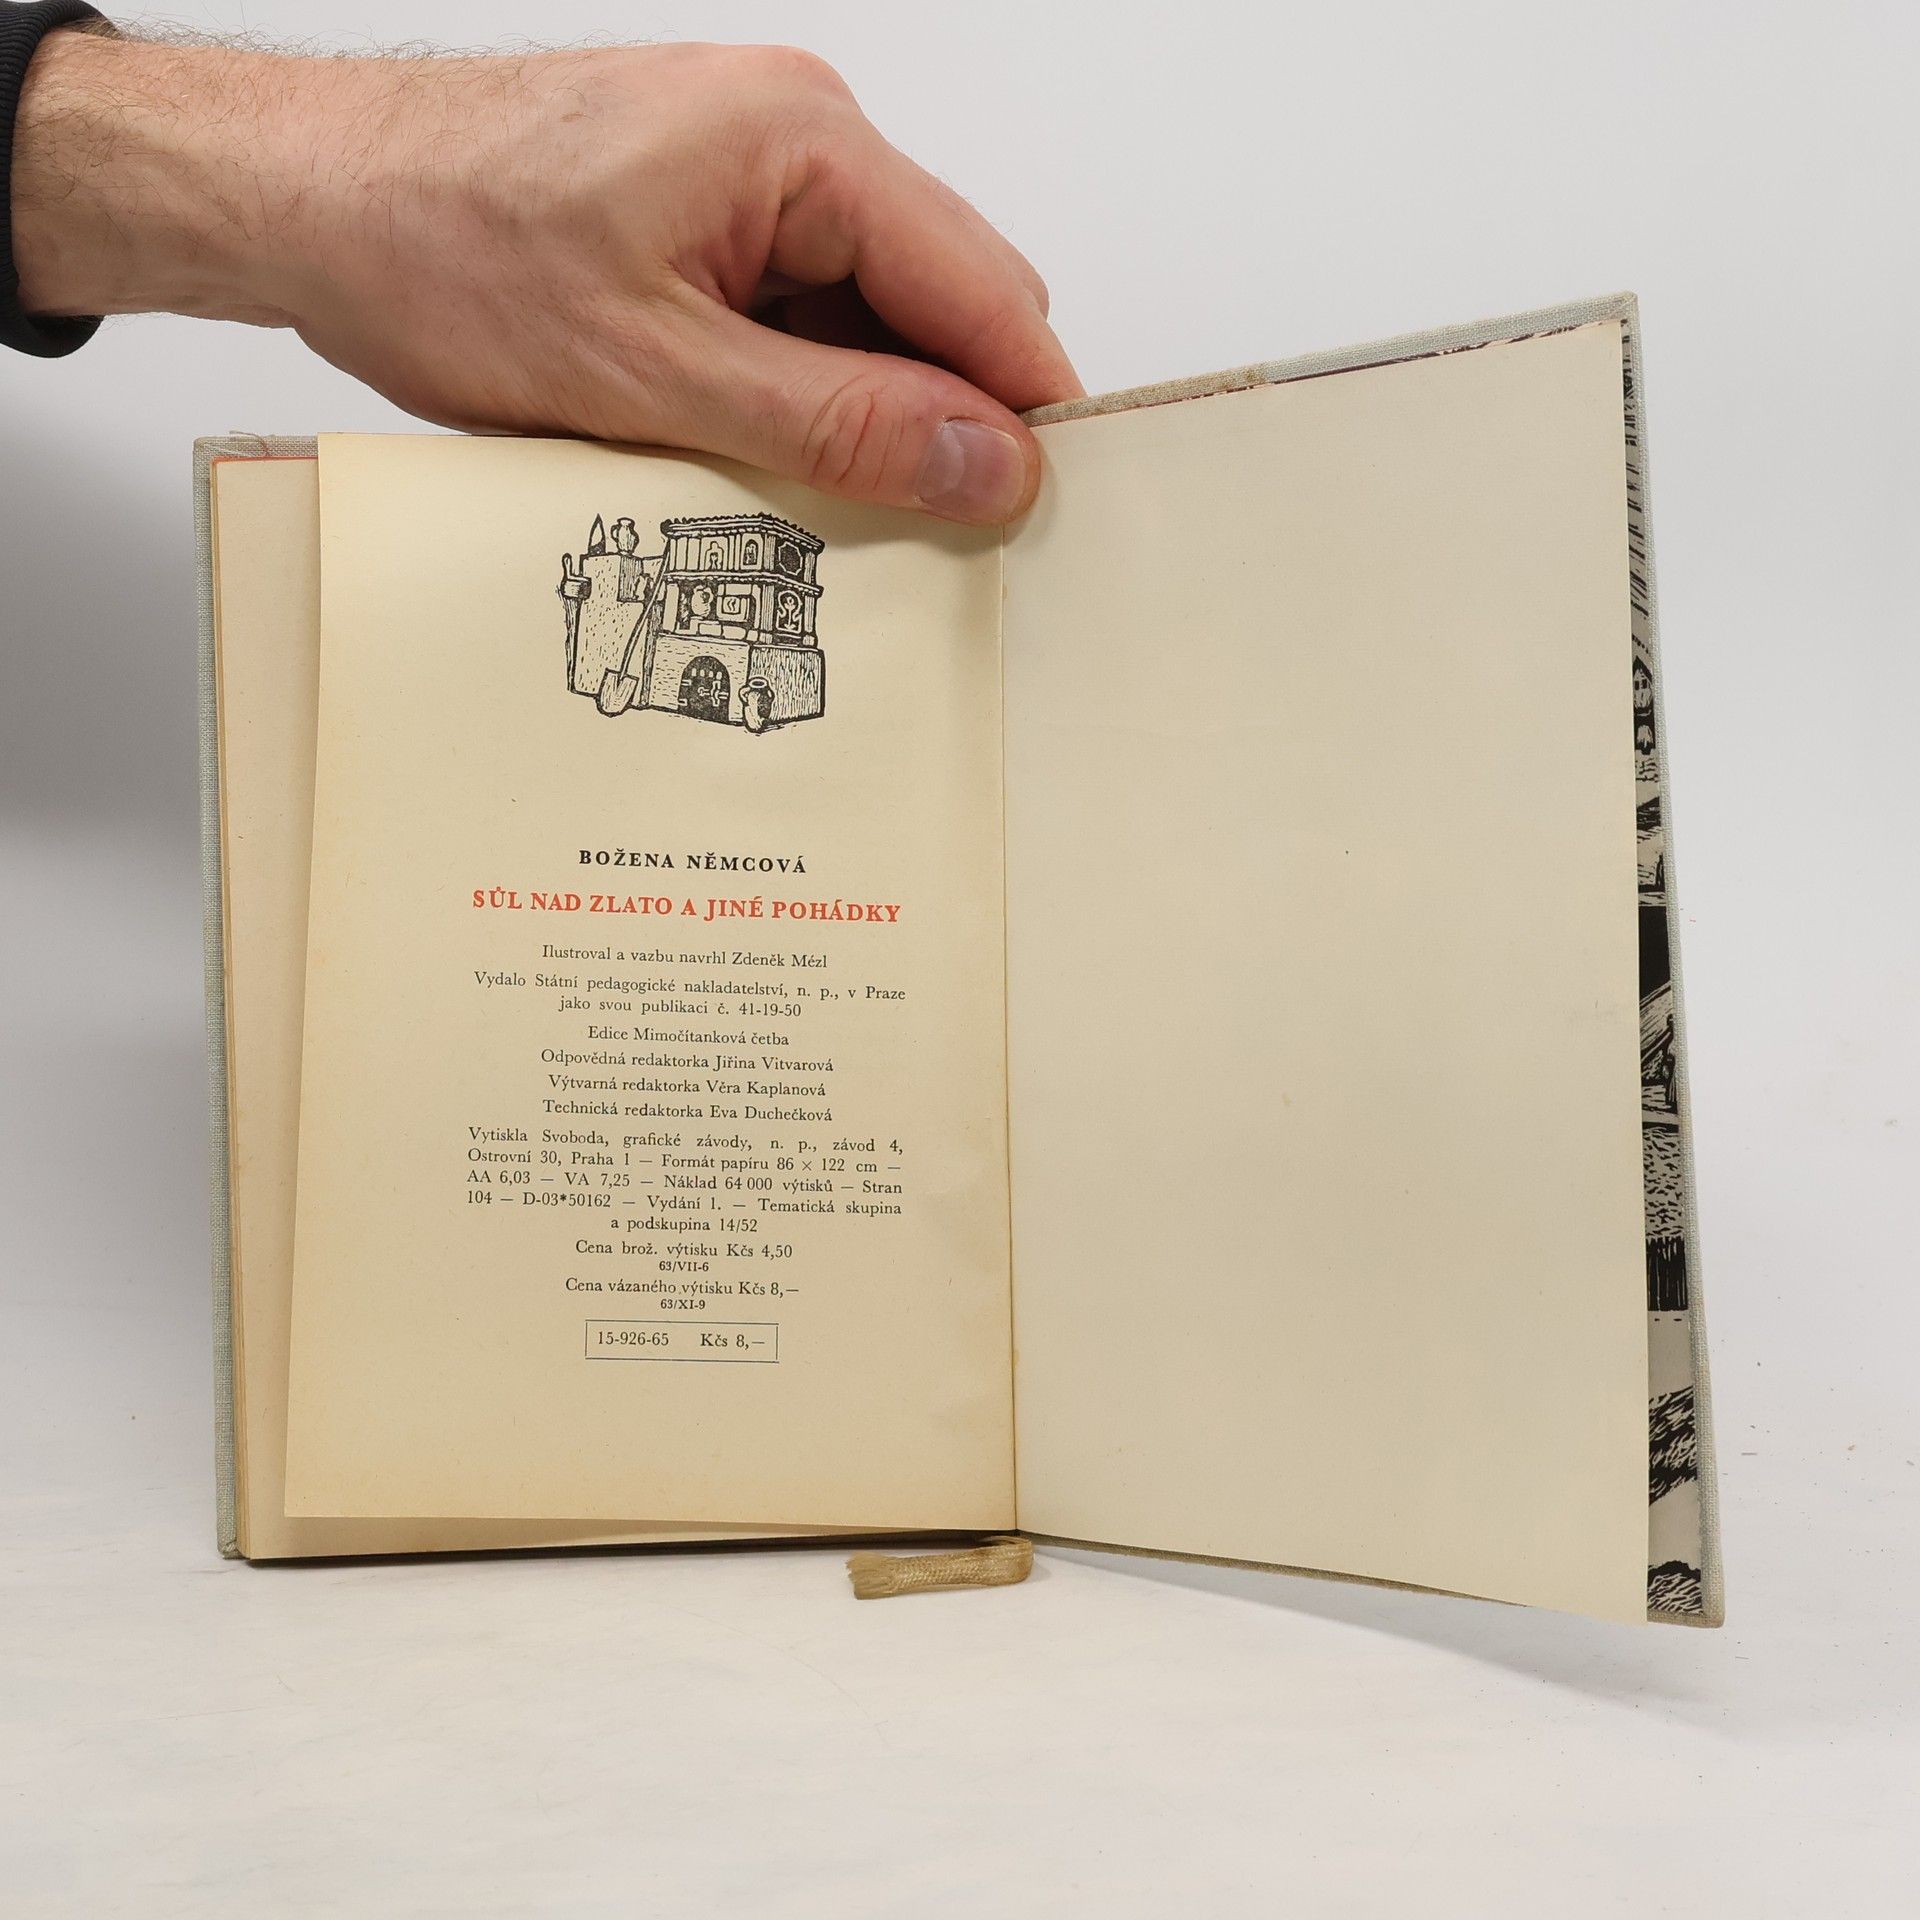 BOŽENA NĚMCOVÁ
SŮL NAD ZLATO A JINÉ POHÁDKY
Ilustroval a vazbu navrhl Zdeněk Mézl
Vydalo Státní pedagogické nakladatelství, n. p., v Praze
jako svou publikaci č. 41-19-50
Edice Mimočítanková četba
Odpovědná redaktorka Jiřina Vitvarová
Výtvarná redaktorka Věra Kaplanová
Technická redaktorka Eva Duchečková
Vytiskla Svoboda, grafické závody, n. p., závod 4,
Ostrovní 30, Praha 1 — Formát papíru 86 × 122 cm —
AA 6,03 — VA 7,25 — Náklad 64 000 výtisků — Stran
104 — D-03*50162 — Vydání 1. — Tematická skupina
a podskupina 14/52
Cena brož. výtisku Kčs 4,50
63/VII-6
Cena vázaného výtisku Kčs 8,—
63/XI-9
15-926-65 Kčs 8,—